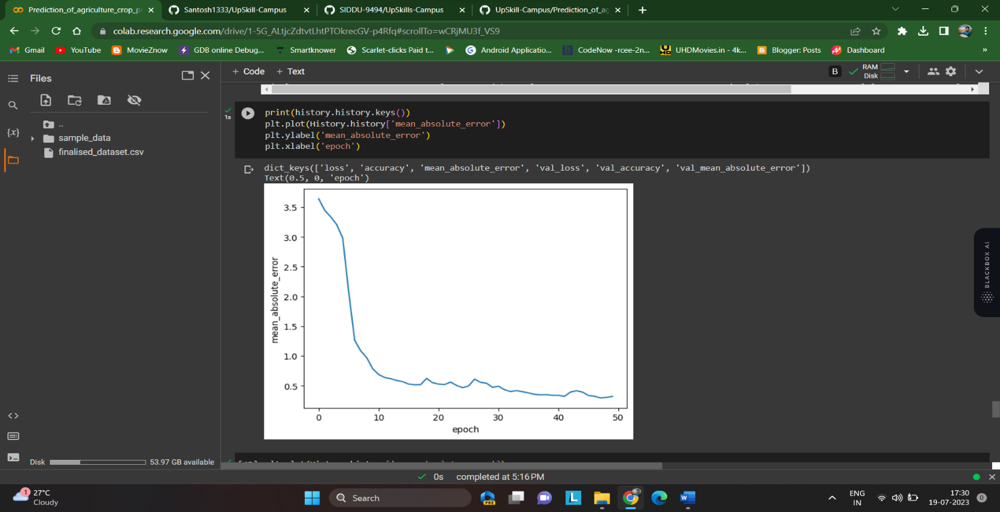 Prediction_of_agriculture_crop_pr
Santosh1333/UpSkill-Campus
SIDDU-9494/UpSkills-Campus
UpSkill-Campus/Prediction_of_ag
colab.research.google.com/drive/1-5G_ALtjcZdtvtLhtPTOkrecGV-p4Rfq#scrollTo=wCRjMU3f_VS9
Gmail
YouTube
MovieZnow
GDB online Debug...
Smartknower
Scarlet-clicks Paid t...
Android Applicatio...
CodeNow -rcee-2n...
UHDMovies.in - 4k...
Blogger: Posts
Dashboard
»
Files
+ Code + Text
B
RAM
Disk
{x}
..
sample_data
finalised_dataset.csv
1s
print(history.history.keys())
plt.plot(History.history['mean_absolute_error'])
plt.ylabel('mean_absolute_error')
plt.xlabel('epoch')
dict_keys(['loss', 'accuracy', 'mean_absolute_error', 'val_loss', 'val_accuracy', 'val_mean_absolute_error'])
Text(0.5, 0, 'epoch')
mean_absolute_error
3.5
3.0
2.5
2.0
1.5
1.0
0.5
0 10 20 30 40 50
epoch
BLACKBOX AI
Disk
53.97 GB available
0s completed at 5:16 PM
1
27°C
Cloudy
Search
PRE
L
W
ENG
IN
17:30
19-07-2023
0